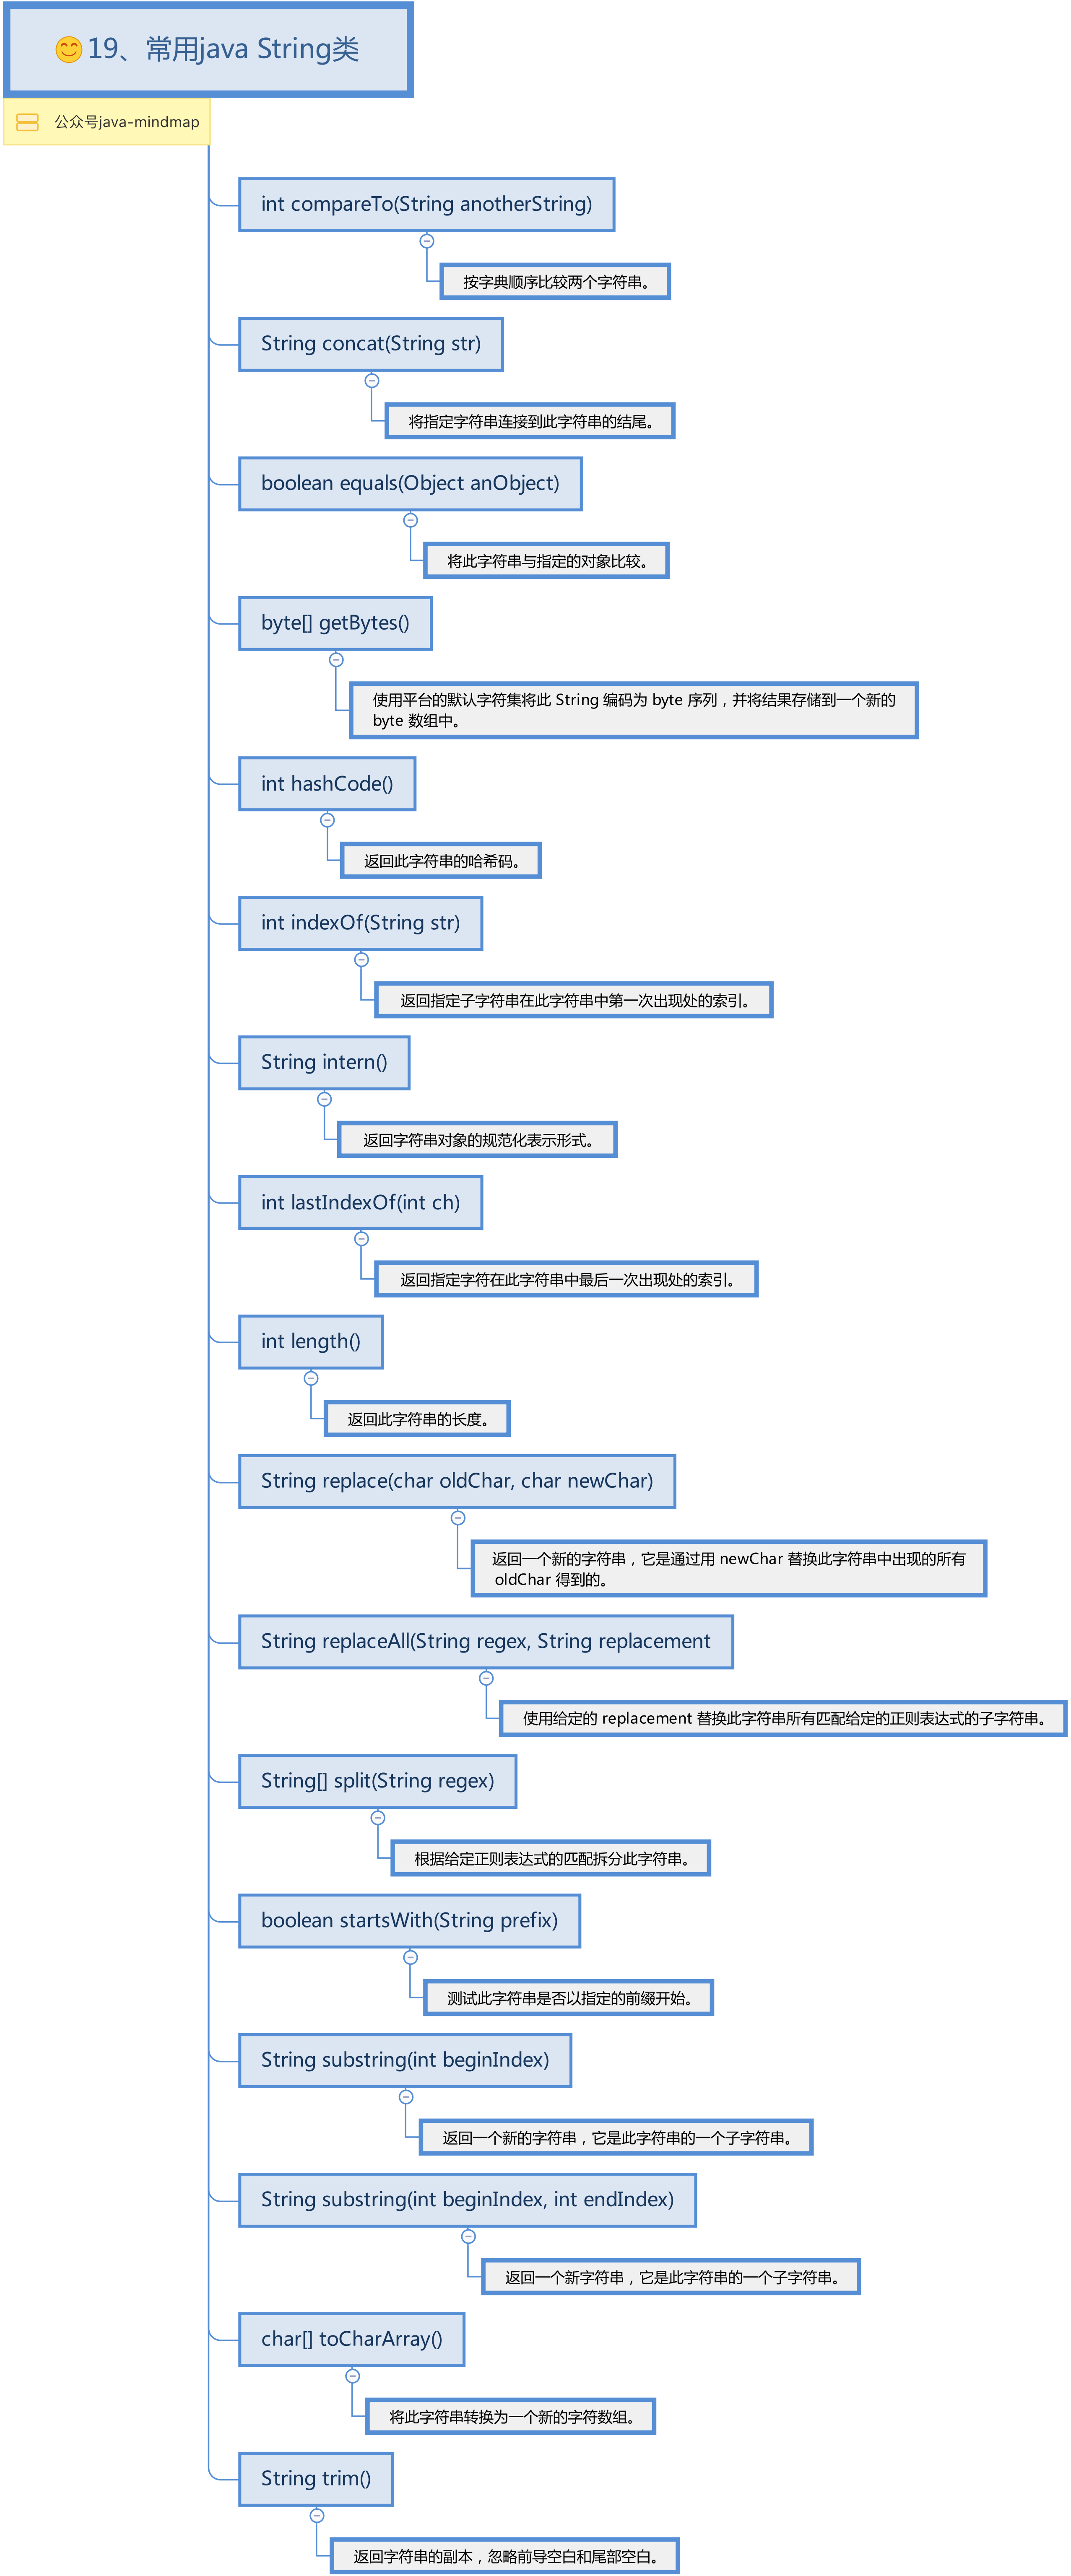 19、常用java String类
公众号java-mindmap
int compareTo(String anotherString)
按字典顺序比较两个字符串。
String concat(String str)
将指定字符串连接到此字符串的结尾。
boolean equals(Object anObject)
将此字符串与指定的对象比较。
byte[] getBytes()
使用平台的默认字符集将此 String 编码为 byte 序列，并将结果存储到一个新的
byte 数组中。
int hashCode()
返回此字符串的哈希码。
int indexOf(String str)
返回指定子字符串在此字符串中第一次出现处的索引。
String intern()
返回字符串对象的规范化表示形式。
int lastIndexOf(int ch)
返回指定字符在此字符串中最后一次出现处的索引。
int length()
返回此字符串的长度。
String replace(char oldChar, char newChar)
返回一个新的字符串，它是通过用 newChar 替换此字符串中出现的所有
oldChar 得到的。
String replaceAll(String regex, String replacement
使用给定的 replacement 替换此字符串所有匹配给定的正则表达式的子字符串。
String[] split(String regex)
根据给定正则表达式的匹配拆分此字符串。
boolean startsWith(String prefix)
测试此字符串是否以指定的前缀开始。
String substring(int beginIndex)
返回一个新的字符串，它是此字符串的一个子字符串。
String substring(int beginIndex, int endIndex)
返回一个新字符串，它是此字符串的一个子字符串。
char[] toCharArray()
将此字符串转换为一个新的字符数组。
String trim()
返回字符串的副本，忽略前导空白和尾部空白。